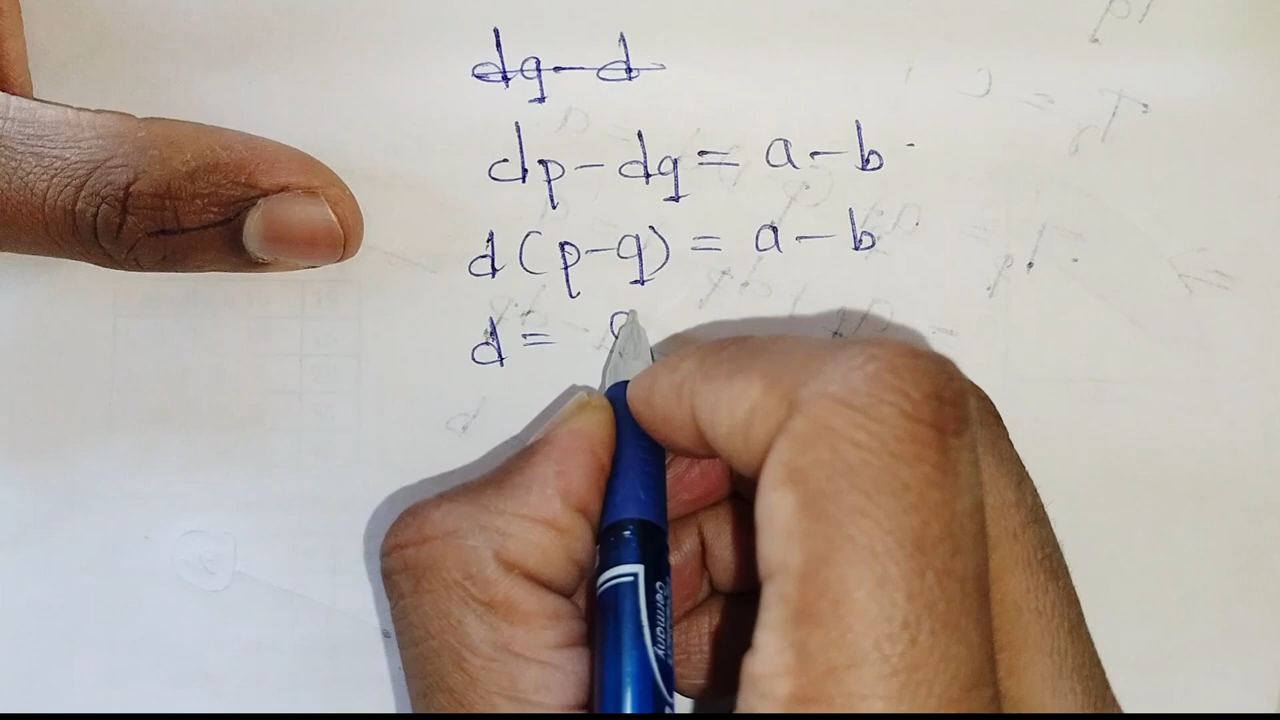 dq-d
dp-dq = a-b
d(p-q) = a-b
d =
Germany